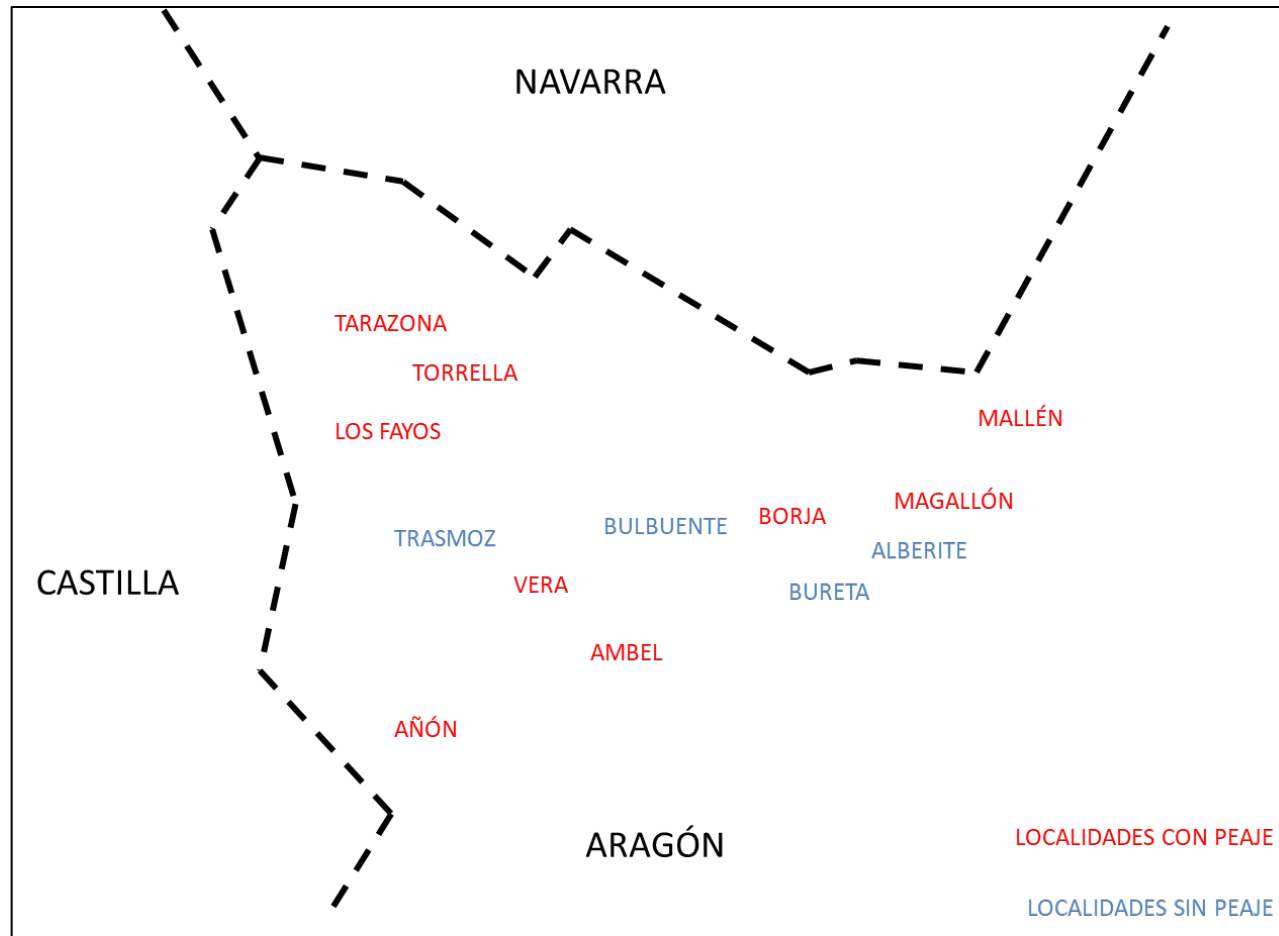 NAVARRA
TARAZONA
TORRELLA
LOS FAYOS
MALLÉN
MAGALLÓN
BORJA
BULBUENTE
TRASMOZ
ALBERITE
CASTILLA
VERA
BURETA
AMBEL
AÑÓN
ARAGÓN
LOCALIDADES CON PEAJE
LOCALIDADES SIN PEAJE